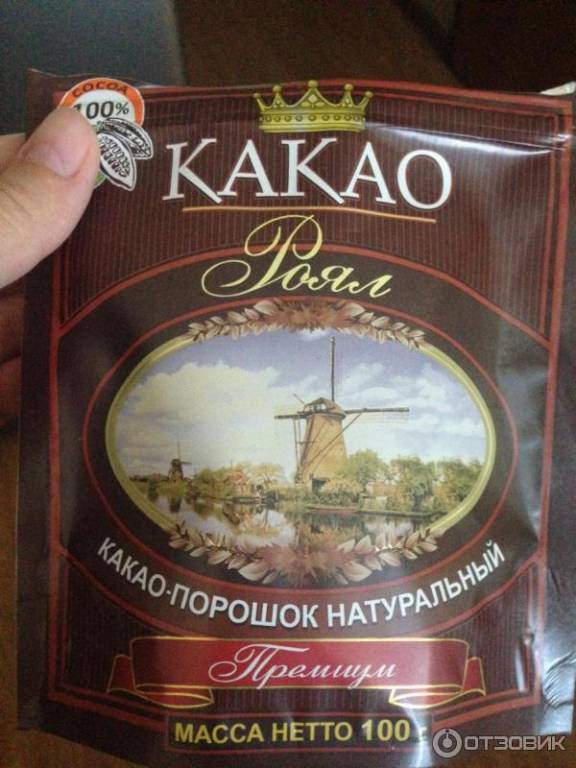 COCOA
100%
КАКАО
Роял
КАКАО-ПОРОШОК НАТУРАЛЬНЫЙ
Премиум
МАССА НЕТТО 100 г
ОТЗОВИК